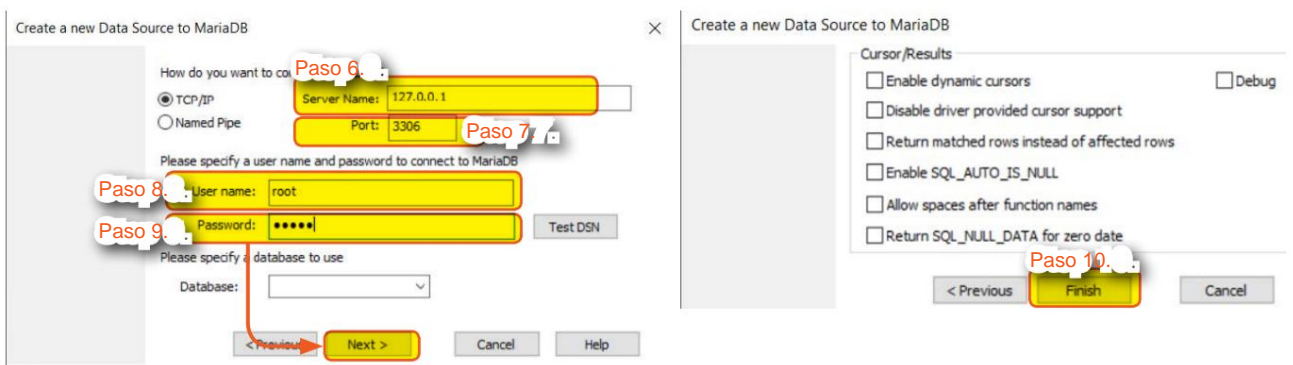 Create a new Data Source to MariaDB
How do you want to
Paso 6.
TCP/IP
Server Name: 127.0.0.1
Named Pipe
Port: 3306
Paso 7.
Please specify a user name and password to connect to MariaDB
Paso 8.
User name: root
Paso 9.
Password: •••••
Test DSN
Please specify a database to use
Database:
< Previous
Next >
Cancel
Help
Create a new Data Source to MariaDB
Cursor/Results
Enable dynamic cursors
Debug
Disable driver provided cursor support
Return matched rows instead of affected rows
Enable SQL_AUTO_IS_NULL
Allow spaces after function names
Return SQL_NULL_DATA for zero date
Paso 10.
< Previous
Finish
Cancel